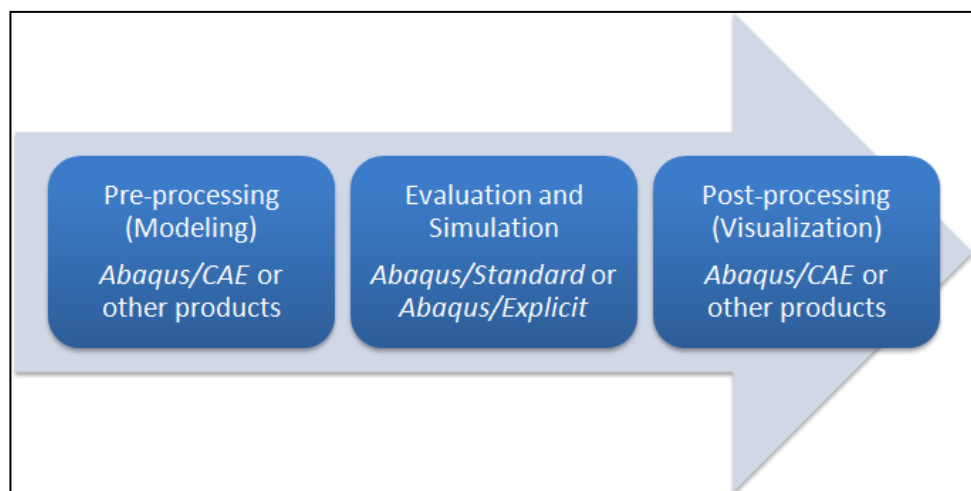 Pre-processing
(Modeling)
Abaqus/CAE or
other products
Evaluation and
Simulation
Abaqus/Standard or
Abaqus/Explicit
Post-processing
(Visualization)
Abaqus/CAE or
other products